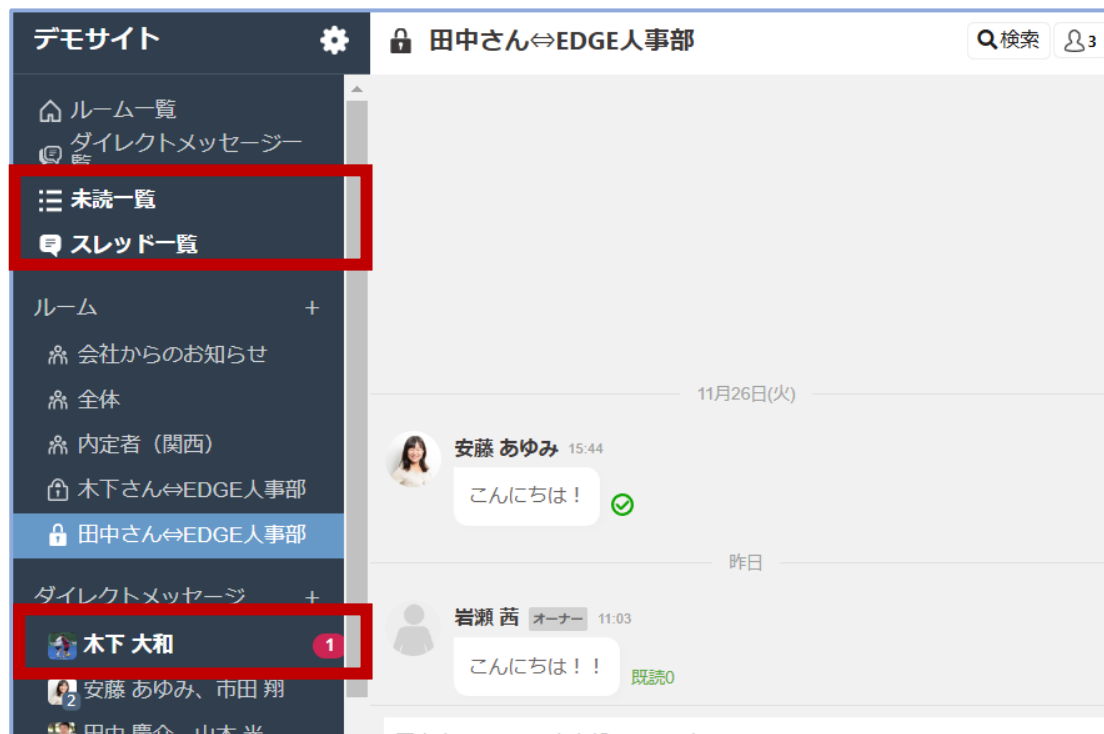 デモサイト
ルーム一覧
ダイレクトメッセージ一
覧
未読一覧
スレッド一覧
ルーム +
会社からのお知らせ
全体
内定者（関西）
木下さん⇔EDGE人事部
田中さん⇔EDGE人事部
ダイレクトメッセージ +
木下 大和 1
2 安藤 あゆみ、市田 翔
田中さん⇔EDGE人事部
検索 3
11月26日(火)
安藤 あゆみ 15:44
こんにちは！
昨日
岩瀬 茜 オーナー 11:03
こんにちは！！
既読0